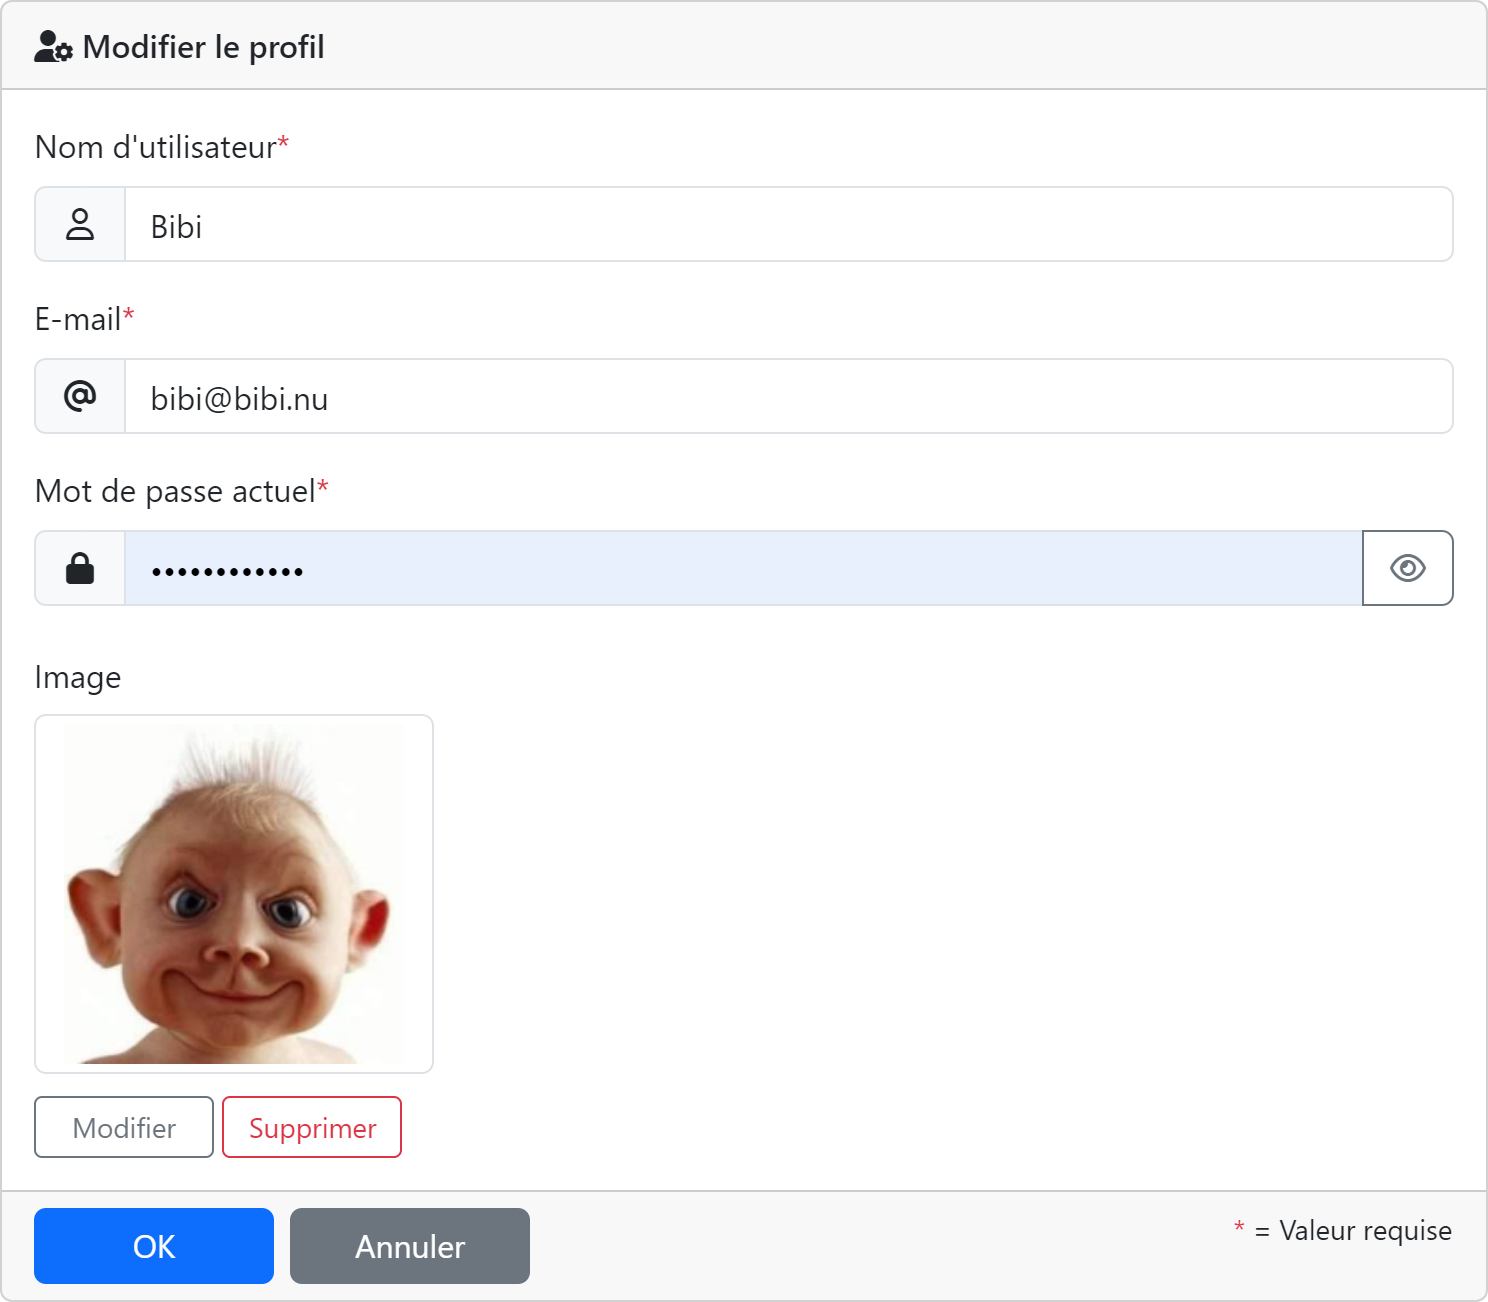 Modifier le profil
Nom d'utilisateur*
Bibi
E-mail*
@ bibi@bibi.nu
Mot de passe actuel*
••••••••••••
Image
Modifier Supprimer
OK Annuler * = Valeur requise